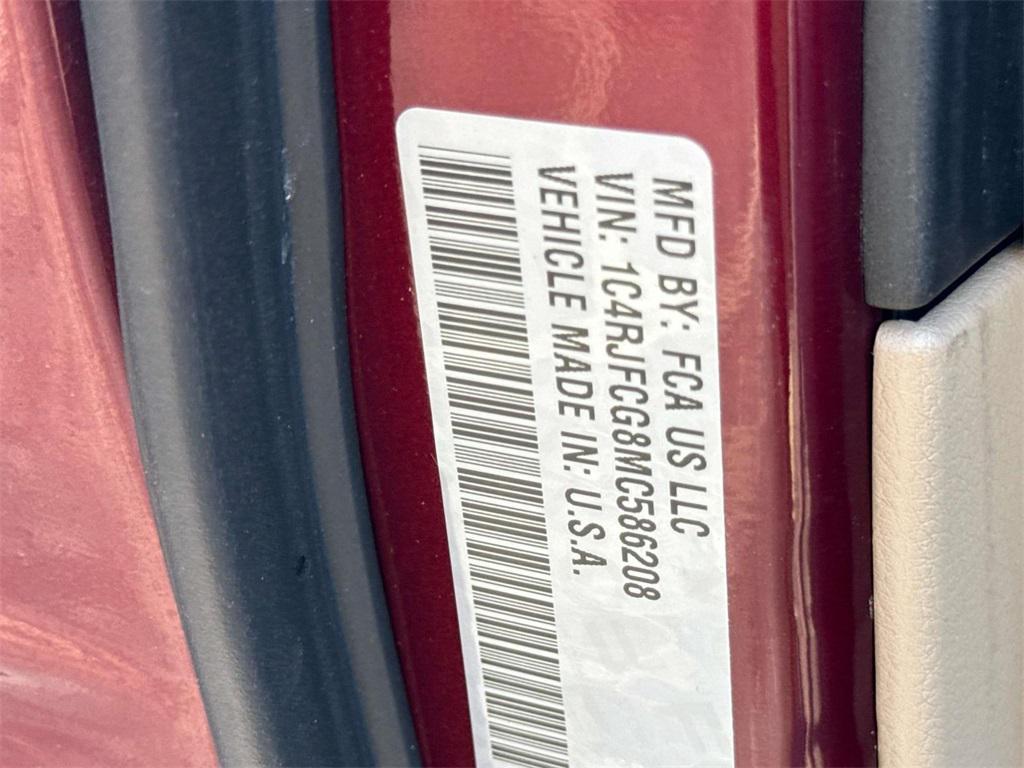 MFD BY: FCA US LLC
VIN: 1C4RJFCG8MC586208
VEHICLE MADE IN: U.S.A.